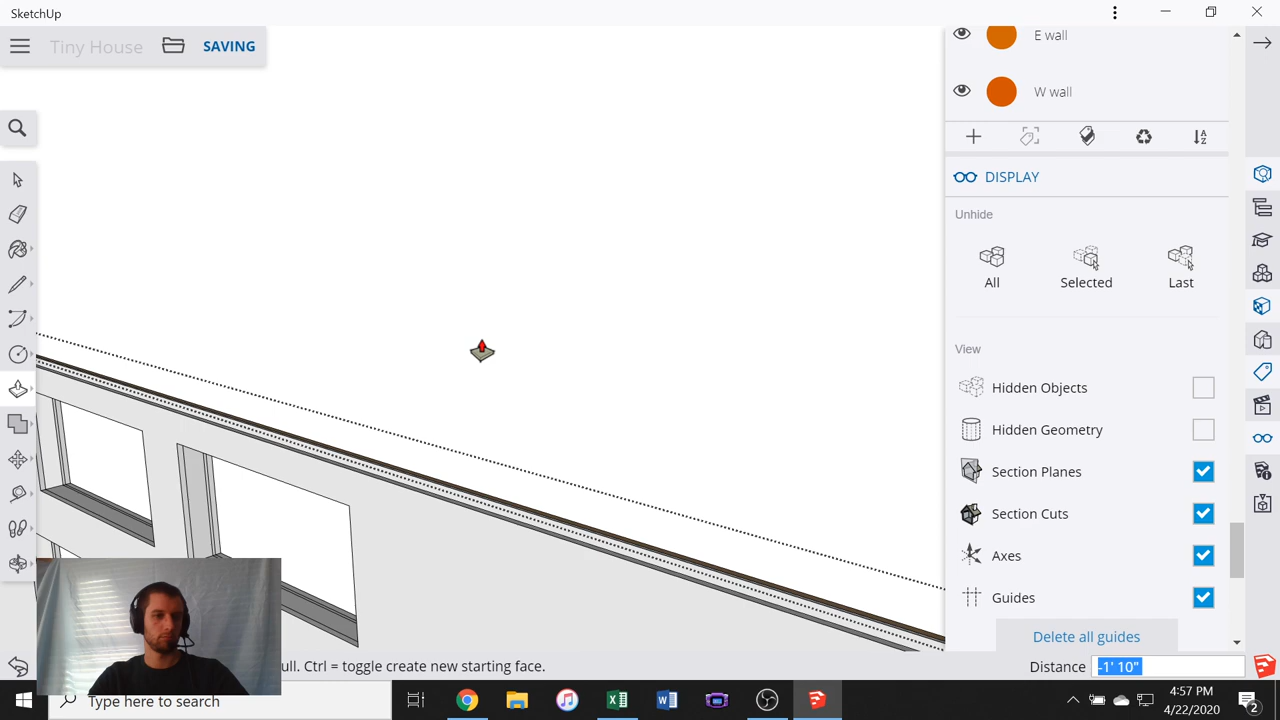 SketchUp
Tiny House
SAVING
E wall
W wall
DISPLAY
Unhide
All
Selected
Last
View
Hidden Objects
Hidden Geometry
Section Planes
Section Cuts
Axes
Guides
Delete all guides
ull. Ctrl = toggle create new starting face.
Distance
-1' 10"
Type here to search
4:57 PM
4/22/2020
2